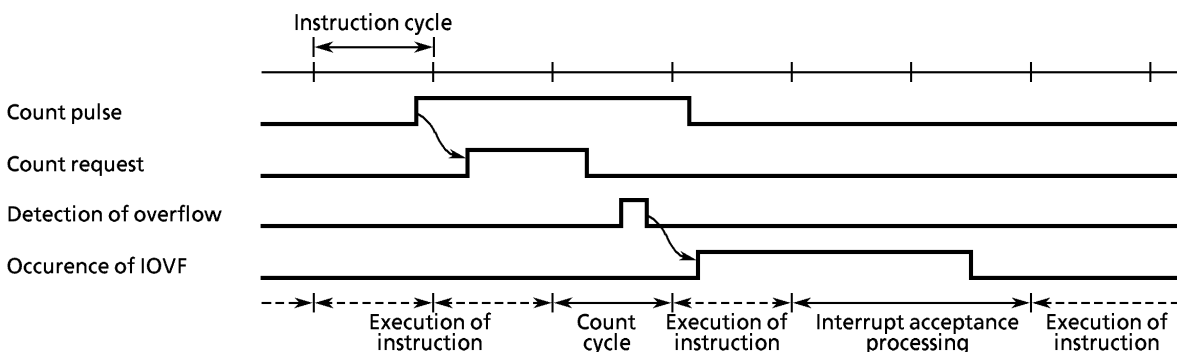 Instruction cycle
Count pulse
Count request
Detection of overflow
Occurence of IOVF
Execution of
instruction
Count
cycle
Execution of
instruction
Interrupt acceptance
processing
Execution of
instruction